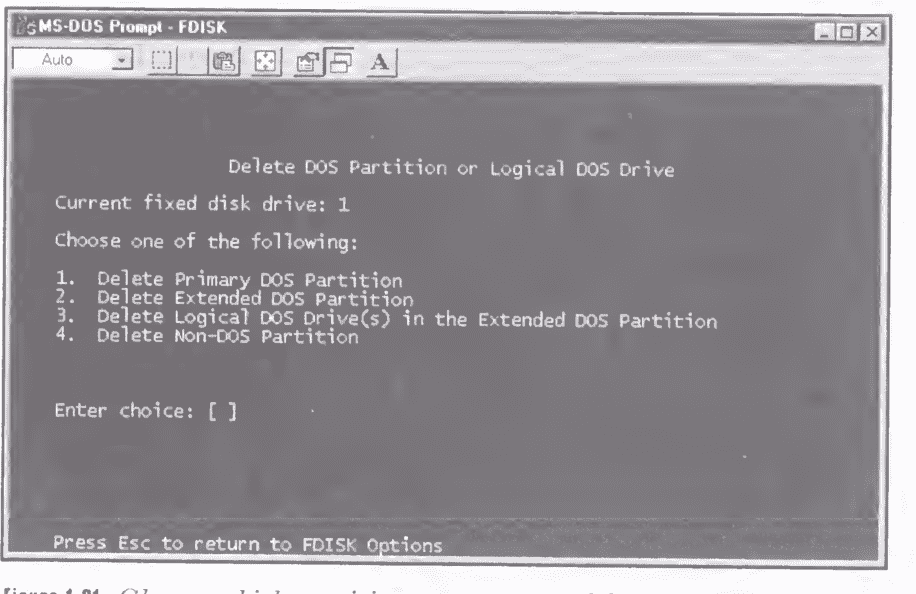 MS-DOS Prompt - FDISK
Auto
A
Delete DOS Partition or Logical DOS Drive
Current fixed disk drive: 1
Choose one of the following:
1. Delete Primary DOS Partition
2. Delete Extended DOS Partition
3. Delete Logical DOS Drive(s) in the Extended DOS Partition
4. Delete Non-DOS Partition
Enter choice: [ ]
Press Esc to return to FDISK Options